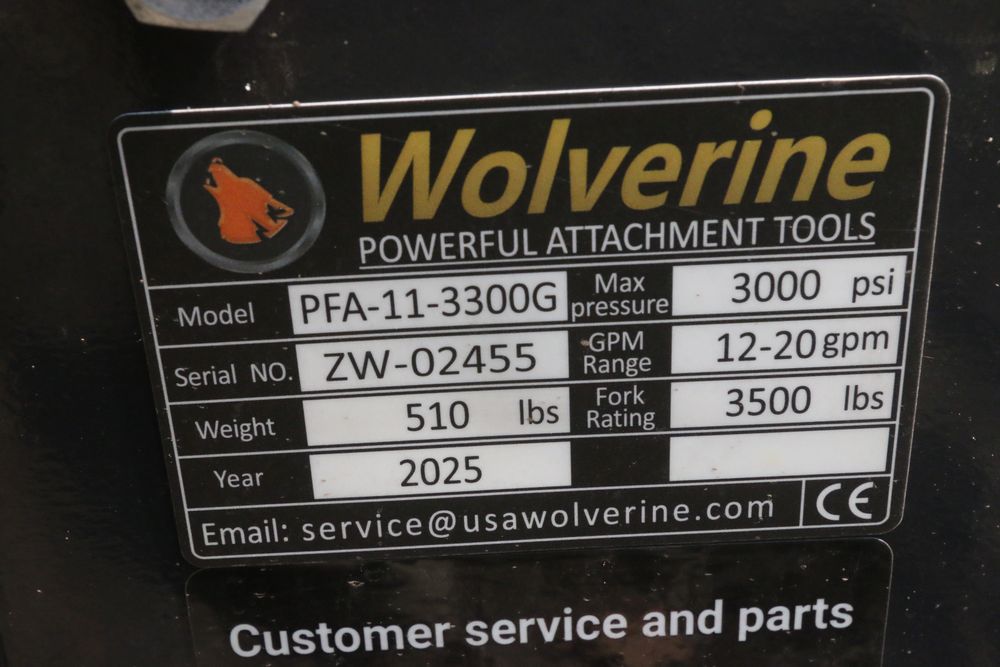 Wolverine
POWERFUL ATTACHMENT TOOLS
Model PFA-11-3300G Max pressure 3000 psi
Serial NO. ZW-02455 GPM Range 12-20 gpm
Weight 510 lbs Fork Rating 3500 lbs
Year 2025
Email: service@usawolverine.com CE
Customer service and parts